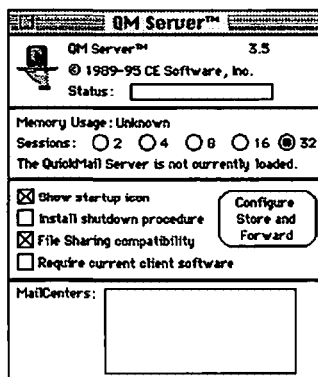 QM Server™
QM Server™ 3.5
© 1989-95 CE Software, Inc.
Status:
Memory Usage: Unknown
Sessions: 2 4 8 16 32
The QuickMail Server is not currently loaded.
Show startup icon
Install shutdown procedure
File Sharing compatibility
Require current client software
Configure
Store and
Forward
MailCenters: